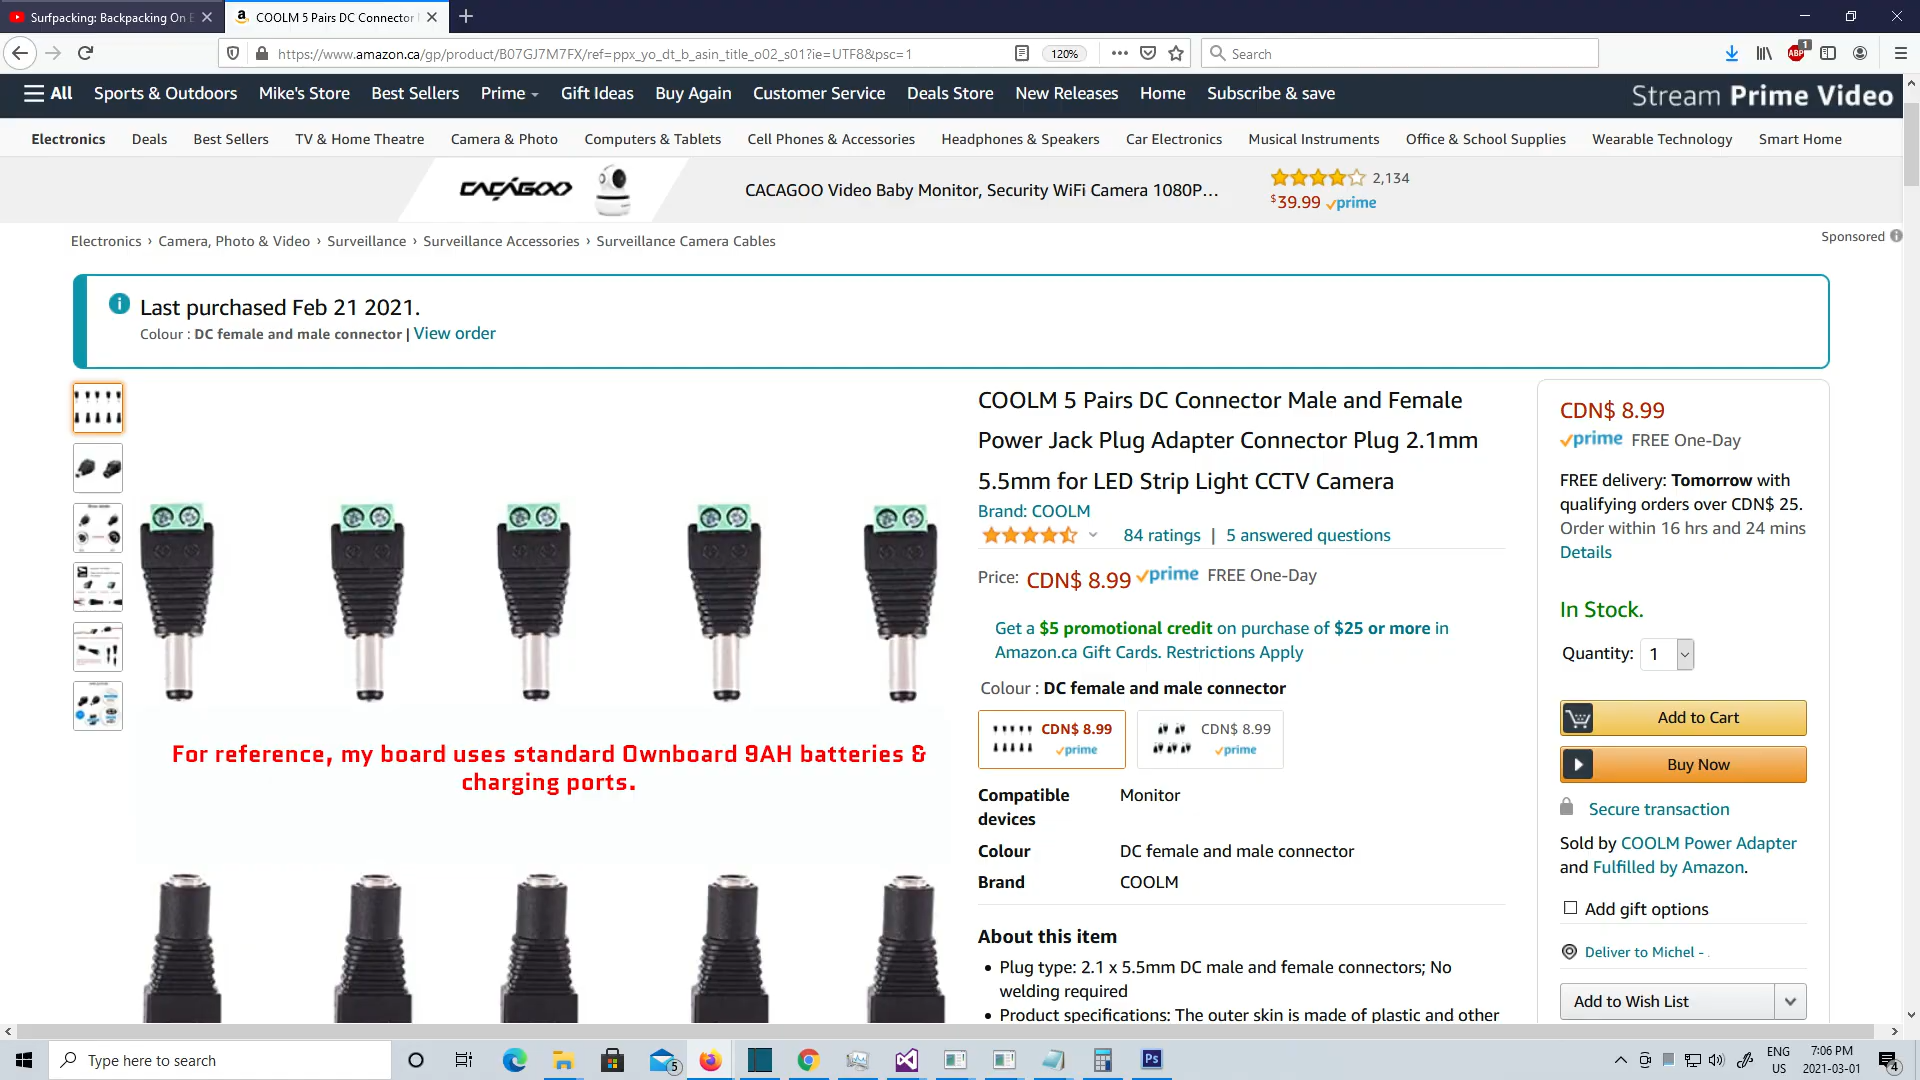 Surfpacking: Backpacking On E
COOLM 5 Pairs DC Connector
https://www.amazon.ca/gp/product/B07GJ7M7FX/ref=ppx_yo_dt_b_asin_title_o02_s01?ie=UTF8&psc=1
120%
Search
ABP
1
All
Sports & Outdoors
Mike's Store
Best Sellers
Prime
Gift Ideas
Buy Again
Customer Service
Deals Store
New Releases
Home
Subscribe & save
Stream Prime Video
Electronics
Deals
Best Sellers
TV & Home Theatre
Camera & Photo
Computers & Tablets
Cell Phones & Accessories
Headphones & Speakers
Car Electronics
Musical Instruments
Office & School Supplies
Wearable Technology
Smart Home
CACAGOO
CACAGOO Video Baby Monitor, Security WiFi Camera 1080P…
2,134
$39.99 prime
Electronics › Camera, Photo & Video › Surveillance › Surveillance Accessories › Surveillance Camera Cables
Sponsored
Last purchased Feb 21 2021.
Colour : DC female and male connector | View order
For reference, my board uses standard Ownboard 9AH batteries &
charging ports.
COOLM 5 Pairs DC Connector Male and Female
Power Jack Plug Adapter Connector Plug 2.1mm
5.5mm for LED Strip Light CCTV Camera
Brand: COOLM
84 ratings | 5 answered questions
Price: CDN$ 8.99 prime FREE One-Day
Get a $5 promotional credit on purchase of $25 or more in
Amazon.ca Gift Cards. Restrictions Apply
Colour : DC female and male connector
CDN$ 8.99
prime
CDN$ 8.99
prime
Compatible devices Monitor
Colour DC female and male connector
Brand COOLM
About this item
• Plug type: 2.1 x 5.5mm DC male and female connectors; No
welding required
• Product specifications: The outer skin is made of plastic and other
CDN$ 8.99
prime FREE One-Day
FREE delivery: Tomorrow with
qualifying orders over CDN$ 25.
Order within 16 hrs and 24 mins
Details
In Stock.
Quantity: 1
Add to Cart
Buy Now
Secure transaction
Sold by COOLM Power Adapter
and Fulfilled by Amazon.
Add gift options
Deliver to Michel -
Add to Wish List
Type here to search
5
Ps
ENG
US
7:06 PM
2021-03-01
4